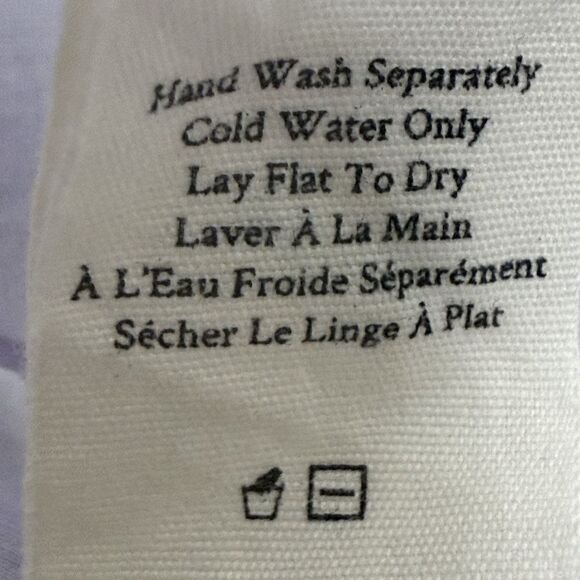 Hand Wash Separately
Cold Water Only
Lay Flat To Dry
Laver À La Main
À L'Eau Froide Séparément
Sécher Le Linge À Plat